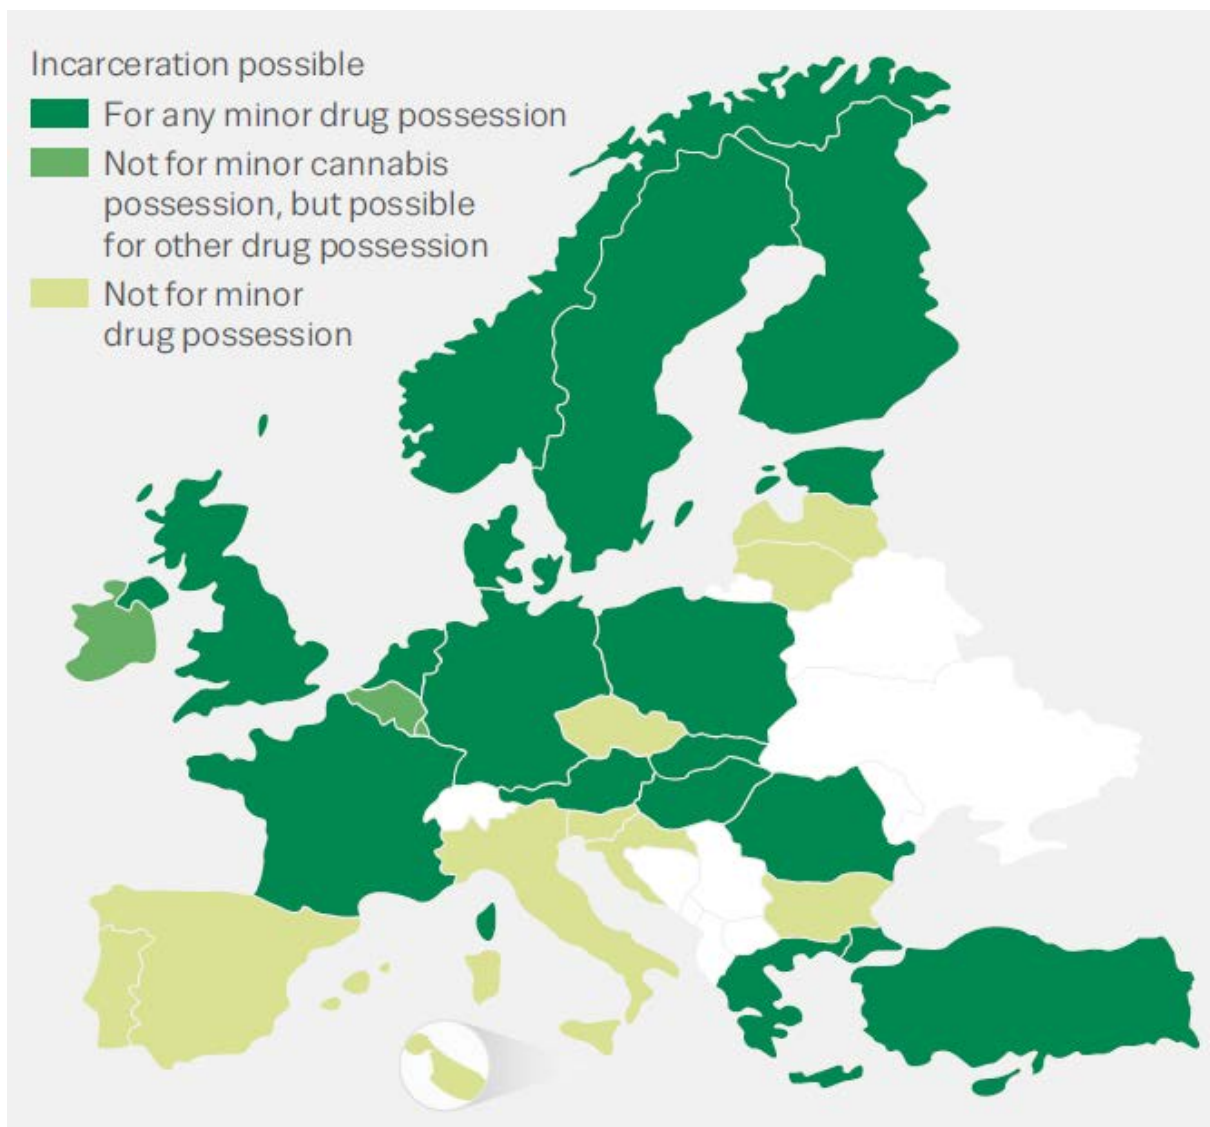 Incarceration possible
For any minor drug possession
Not for minor cannabis
possession, but possible
for other drug possession
Not for minor
drug possession